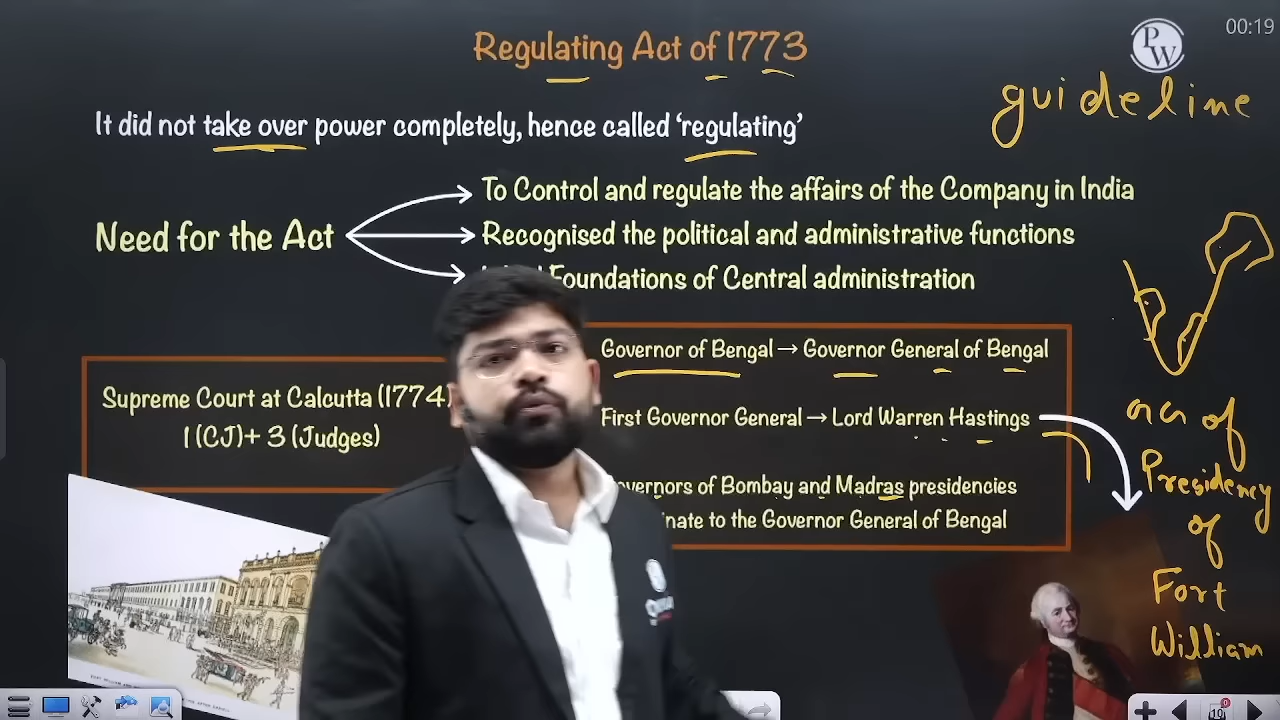 Regulating Act of 1773
PW
00:19
guideline
It did not take over power completely, hence called ‘regulating’
Need for the Act
To Control and regulate the affairs of the Company in India
Recognised the political and administrative functions
Foundations of Central administration
Supreme Court at Calcutta (1774)
1 (CJ)+ 3 (Judges)
Governor of Bengal → Governor General of Bengal
First Governor General → Lord Warren Hastings
of Bombay and Madras presidencies
to the Governor General of Bengal
of
Presidency
of
Fort
William